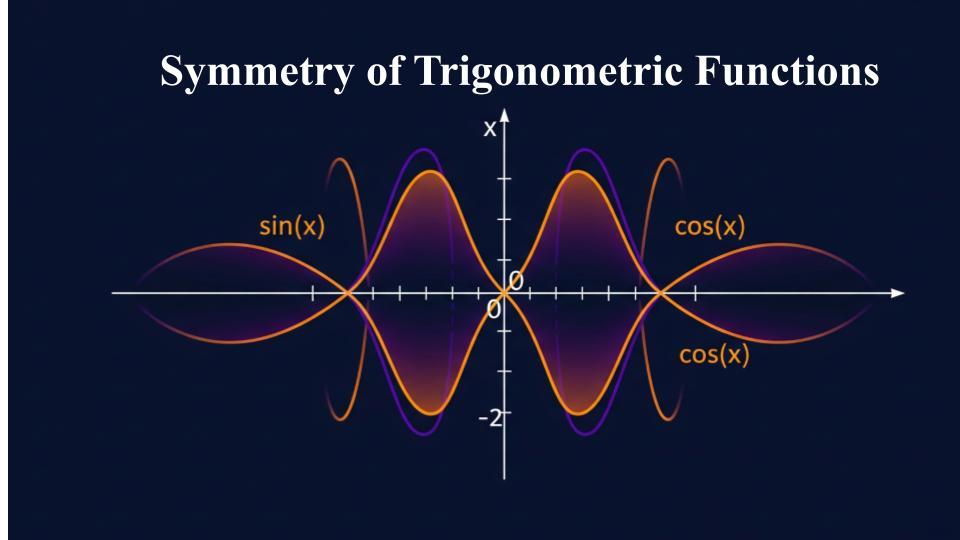 Symmetry of Trigonometric Functions
x
sin(x)
cos(x)
0
0
cos(x)
-2